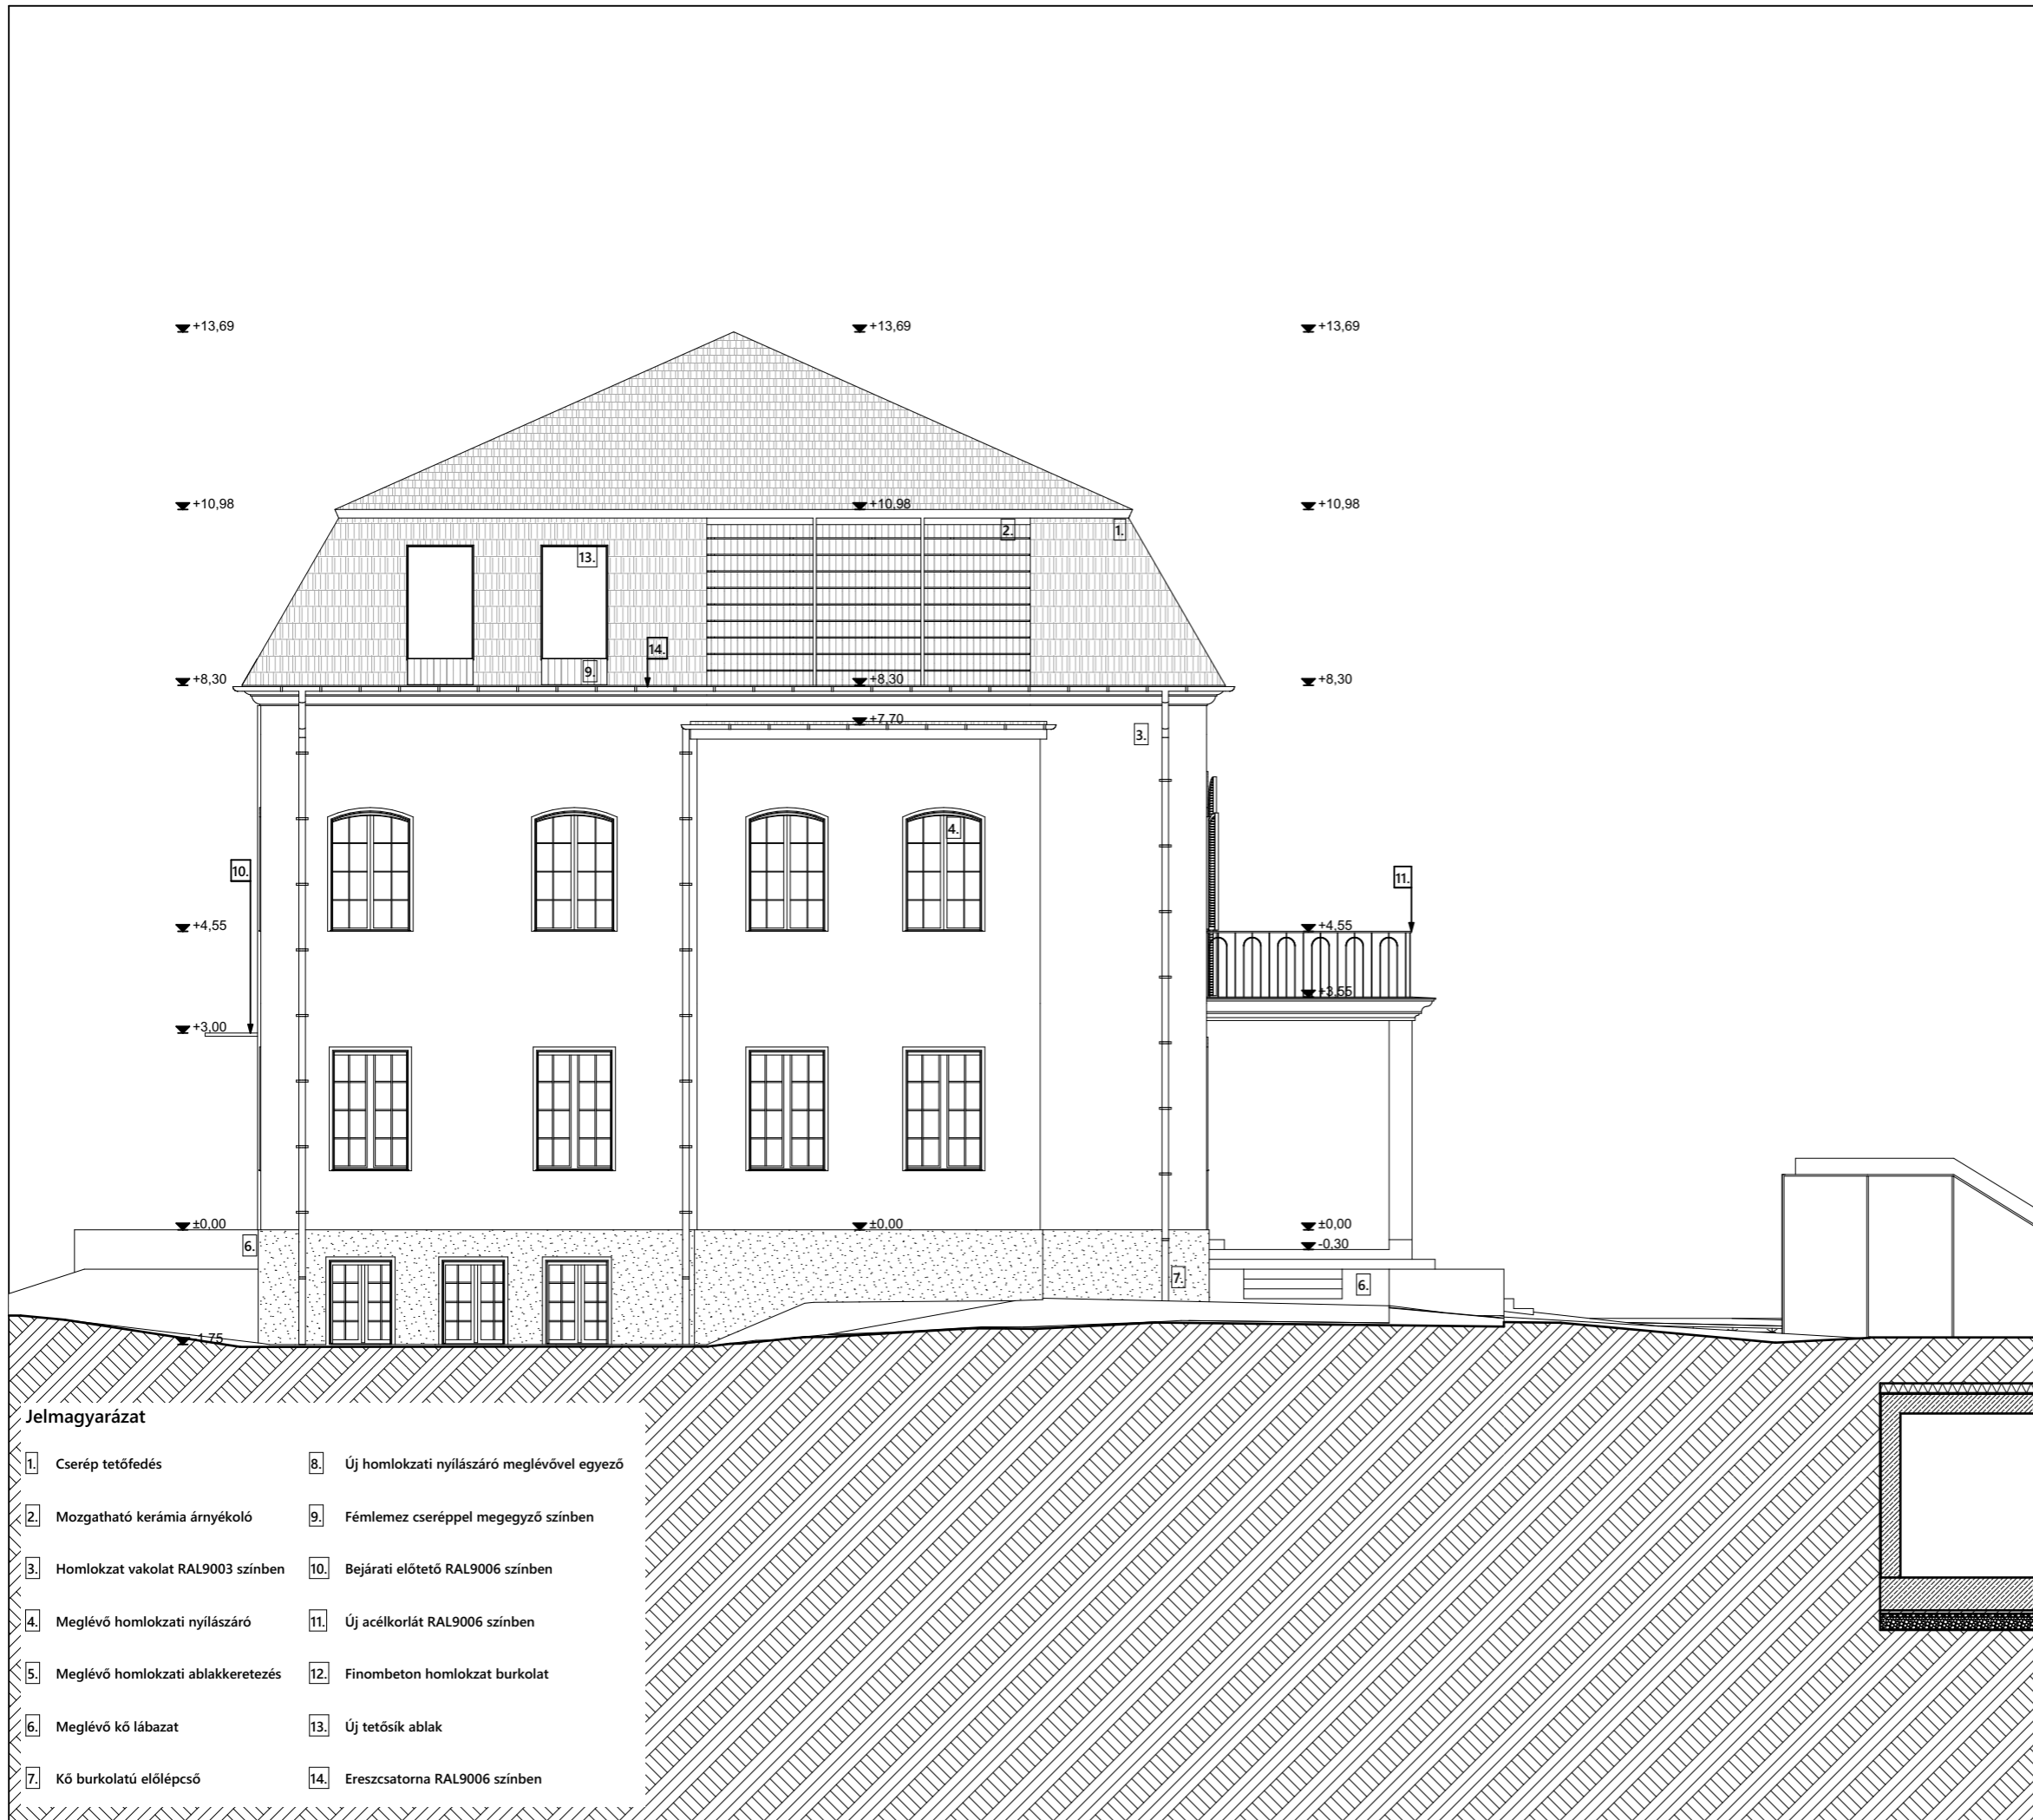 +13,69 +13,69 +13,69
+10,98 +10,98 +10,98
2. 1.
13.
14.
9.
+8,30 +8,30 +8,30
+7,70
3.
4.
10. 11.
+4,55 +4,55
+3,55
+3,00
±0,00 ±0,00 ±0,00
6. -0,30
7. 6.
-1,75
Jelmagyarázat
1. Cserép tetőfedés
2. Mozgatható kerámia árnyékoló
3. Homlokzat vakolat RAL9003 színben
4. Meglévő homlokzati nyílászáró
5. Meglévő homlokzati ablakkeretezés
6. Meglévő kő lábazat
7. Kő burkolatú előlépcső
8. Új homlokzati nyílászáró meglévővel egyező
9. Fémlemez cseréppel megegyző színben
10. Bejárati előtető RAL9006 színben
11. Új acélkorlát RAL9006 színben
12. Finombeton homlokzat burkolat
13. Új tetősík ablak
14. Ereszcsatorna RAL9006 színben